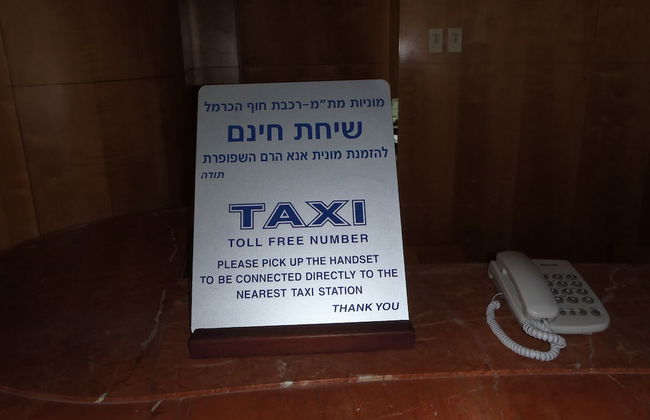 מוניות מת"מ-רכבת חוף הכרמל
שיחת חינם
להזמנת מונית אנא הרם השפופרת
תודה
TAXI
TOLL FREE NUMBER
PLEASE PICK UP THE HANDSET
TO BE CONNECTED DIRECTLY TO THE
NEAREST TAXI STATION
THANK YOU